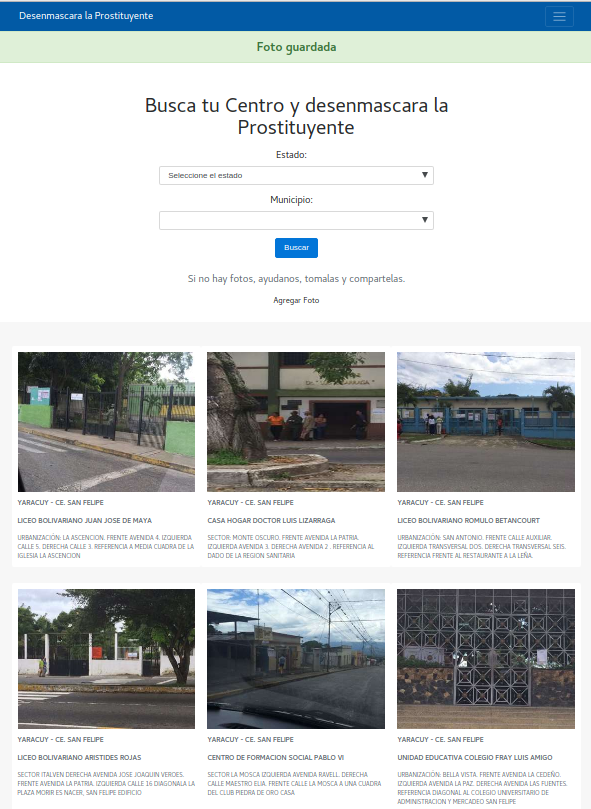 Desenmascara la Prostituyente
Foto guardada
Busca tu Centro y desenmascara la
Prostituyente
Estado:
Seleccione el estado
Municipio:
Buscar
Si no hay fotos, ayudanos, tomalas y compartelas.
Agregar Foto
YARACUY - CE. SAN FELIPE
LICEO BOLIVARIANO JUAN JOSE DE MAYA
URBANIZACIÓN: LA ASCENCION. FRENTE AVENIDA 4. IZQUIERDA
CALLE 5. DERECHA CALLE 3. REFERENCIA A MEDIA CUADRA DE LA
IGLESIA LA ASCENCION
YARACUY - CE. SAN FELIPE
CASA HOGAR DOCTOR LUIS LIZARRAGA
SECTOR: MONTE OSCURO. FRENTE AVENIDA LA PATRIA.
IZQUIERDA AVENIDA 3. DERECHA AVENIDA 2 . REFERENCIA AL
DADO DE LA REGION SANITARIA
YARACUY - CE. SAN FELIPE
LICEO BOLIVARIANO ROMULO BETANCOURT
URBANIZACIÓN: SAN ANTONIO. FRENTE CALLE AUXILIAR.
IZQUIERDA TRANSVERSAL DOS. DERECHA TRANSVERSAL SEIS.
REFERENCIA FRENTE AL RESTAURANTE A LA LEÑA.
YARACUY - CE. SAN FELIPE
LICEO BOLIVARIANO ARISTIDES ROJAS
SECTOR ITALVEN DERECHA AVENIDA JOSE JOAQUIN VEROES.
FRENTE AVENIDA LA PATRIA. IZQUIERDA CALLE 16 DIAGONALA LA
PLAZA MORIR ES NACER, SAN FELIPE EDIFICIO
YARACUY - CE. SAN FELIPE
CENTRO DE FORMACION SOCIAL PABLO VI
SECTOR LA MOSCA IZQUIERDA AVENIDA RAVELL. DERECHA
CALLE MAESTRO ELIA. FRENTE CALLE LA MOSCA A UNA CUADRA
DEL CLUB PIEDRA DE ORO CASA
YARACUY - CE. SAN FELIPE
UNIDAD EDUCATIVA COLEGIO FRAY LUIS AMIGO
URBANIZACIÓN: BELLA VISTA. FRENTE AVENIDA LA CEDEÑO.
IZQUIERDA AVENIDA LA PAZ. DERECHA AVENIDA LAS FUENTES.
REFERENCIA DIAGONAL AL COLEGIO UNIVERSITARIO DE
ADMINISTRACION Y MERCADEO SAN FELIPE